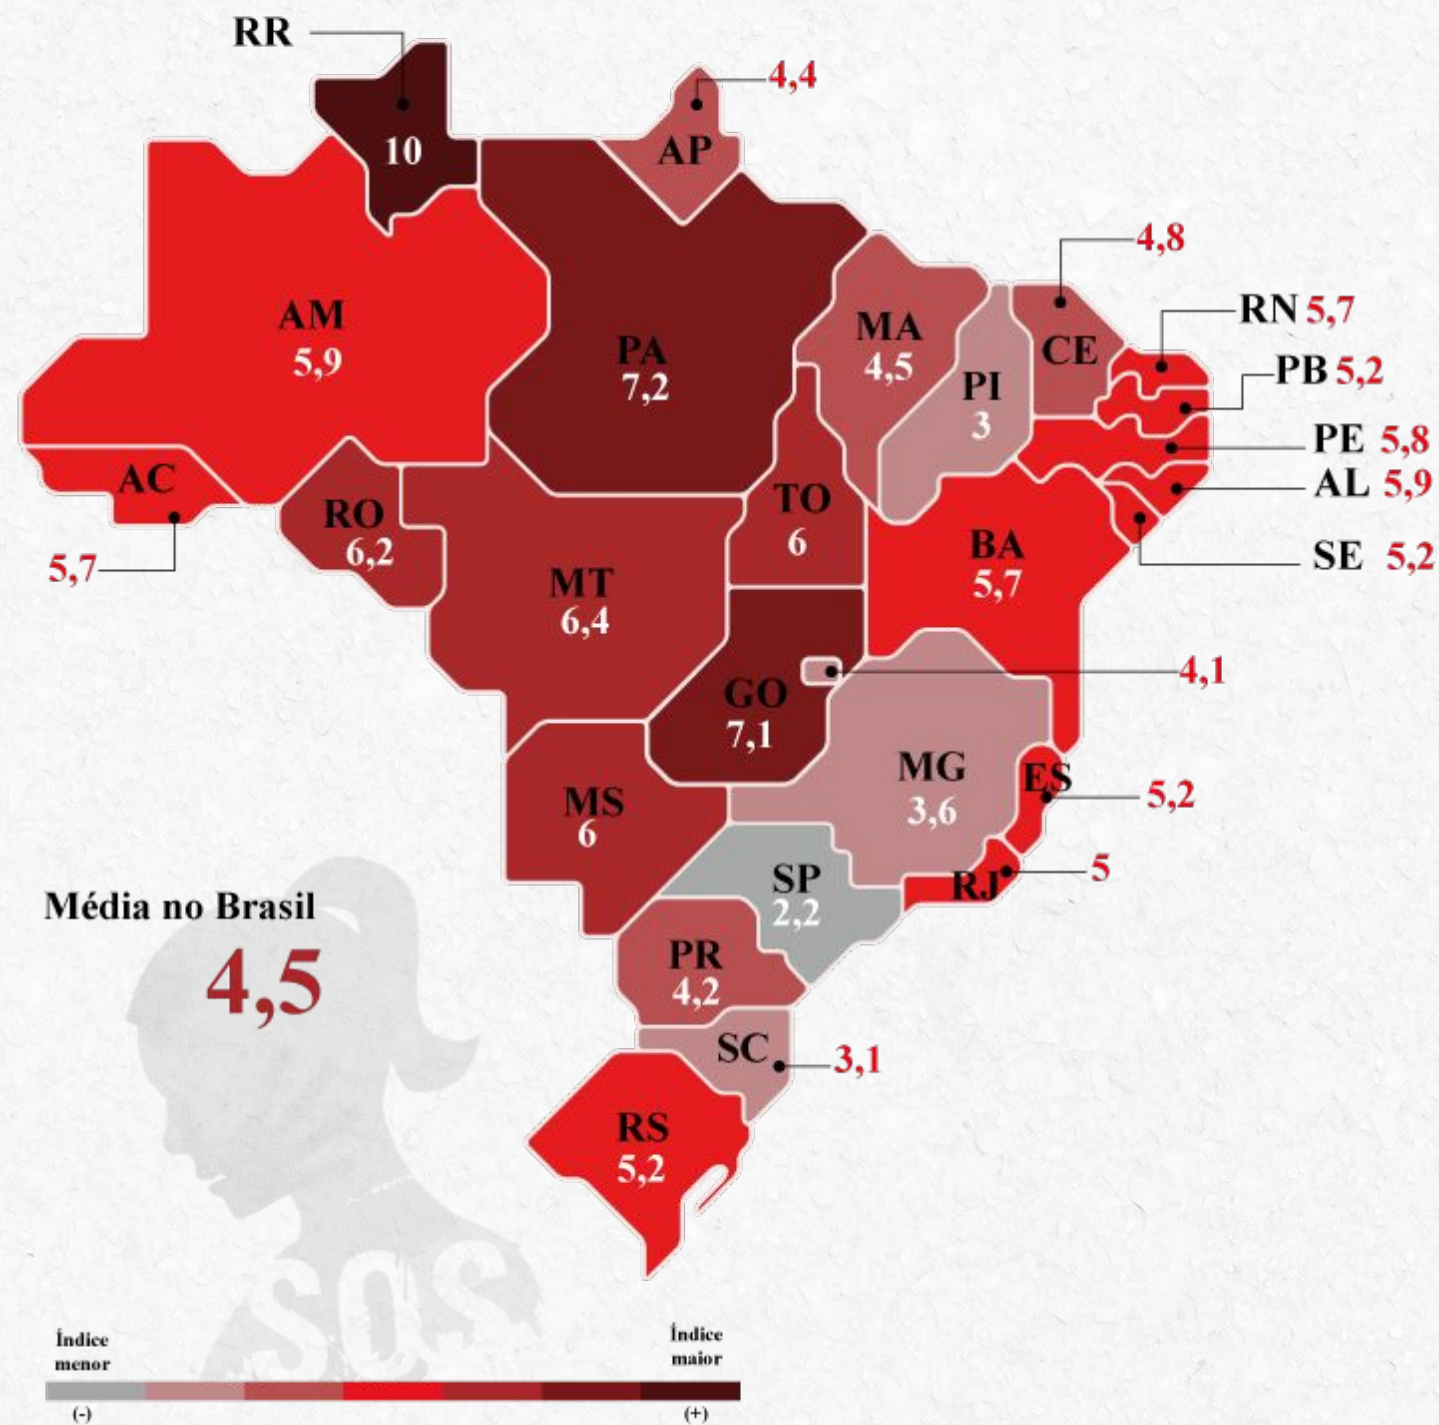 RR
10
4,4
AP
4,8
AM
5,9
PA
7,2
MA
4,5
PI
3
CE
RN 5,7
PB 5,2
PE 5,8
AL 5,9
SE 5,2
AC
5,7
RO
6,2
MT
6,4
TO
6
BA
5,7
GO
7,1
4,1
MS
6
MG
3,6
ES
5,2
RJ
5
SP
2,2
PR
4,2
SC
3,1
RS
5,2
Média no Brasil
4,5
SOS
Índice
menor
(-)
Índice
maior
(+)